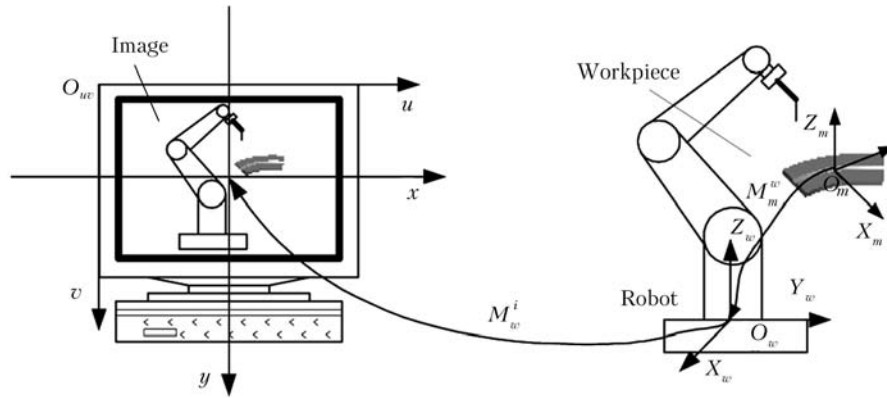 Image
O_uv
u
x
v
y
M_w^i
Workpiece
Z_m
M_m^w
O_m
X_m
Z_w
Robot
Y_w
O_w
X_w